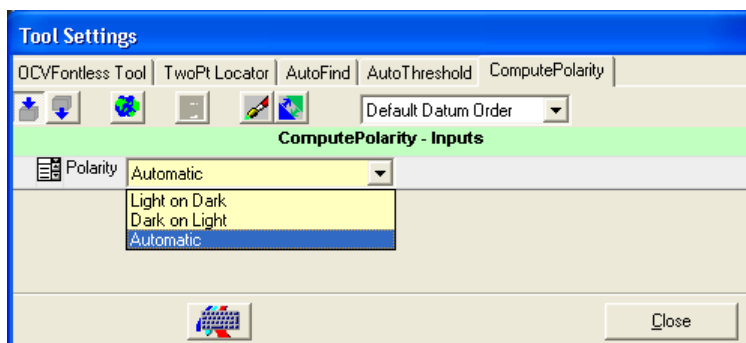 Tool Settings
OCVFontless Tool TwoPt Locator AutoFind AutoThreshold ComputePolarity
Default Datum Order
ComputePolarity - Inputs
Polarity Automatic
Light on Dark
Dark on Light
Automatic
Close